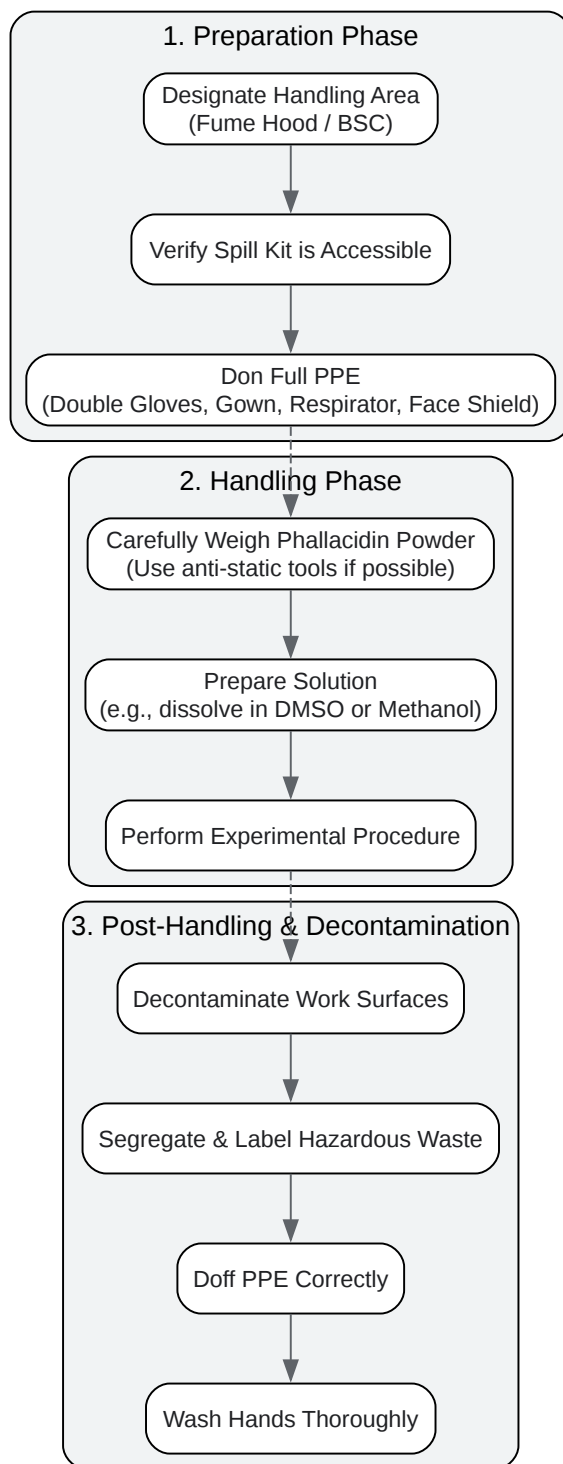 1. Preparation Phase
Designate Handling Area
(Fume Hood / BSC)
Verify Spill Kit is Accessible
Don Full PPE
(Double Gloves, Gown, Respirator, Face Shield)
2. Handling Phase
Carefully Weigh Phallacidin Powder
(Use anti-static tools if possible)
Prepare Solution
(e.g., dissolve in DMSO or Methanol)
Perform Experimental Procedure
3. Post-Handling & Decontamination
Decontaminate Work Surfaces
Segregate & Label Hazardous Waste
Doff PPE Correctly
Wash Hands Thoroughly